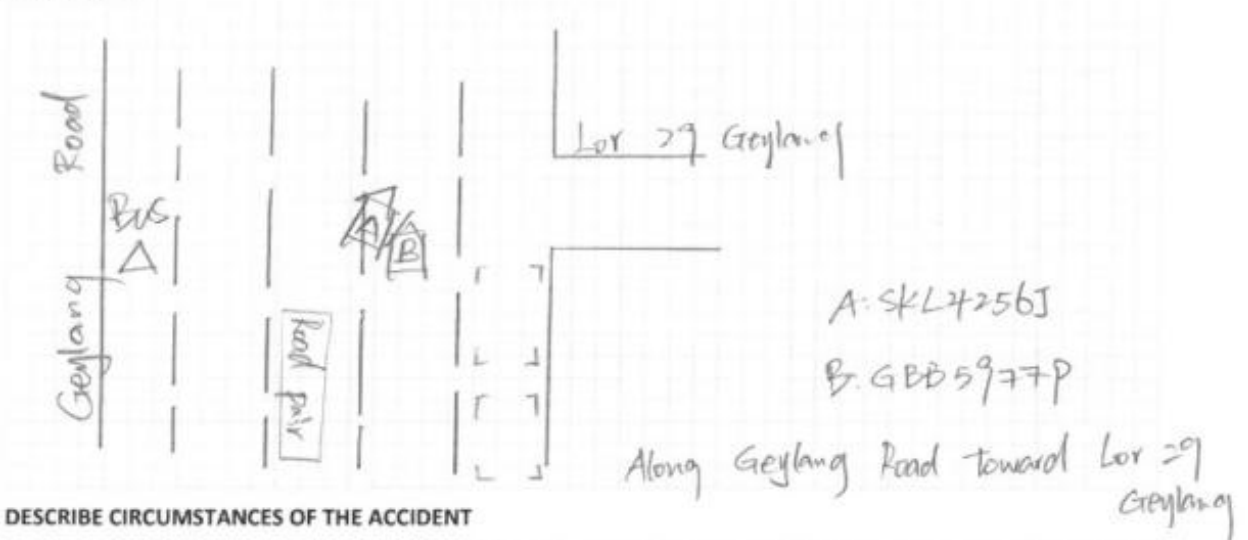 Geylang Road
Bus
A
B
Road
pair
Lor 29 Geylang
A: SKL4256J
B: GBB5977P
Along Geylang Road toward Lor 29
Geylang
DESCRIBE CIRCUMSTANCES OF THE ACCIDENT